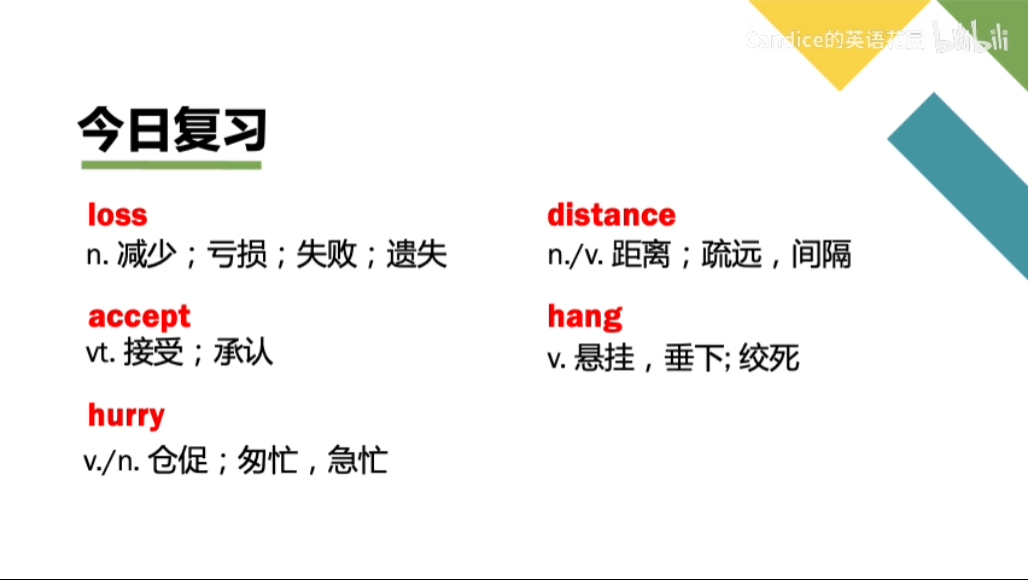 Candice的英语花园 bilibili
今日复习
loss
n. 减少；亏损；失败；遗失
accept
vt. 接受；承认
hurry
v./n. 仓促；匆忙，急忙
distance
n./v. 距离；疏远，间隔
hang
v. 悬挂，垂下; 绞死